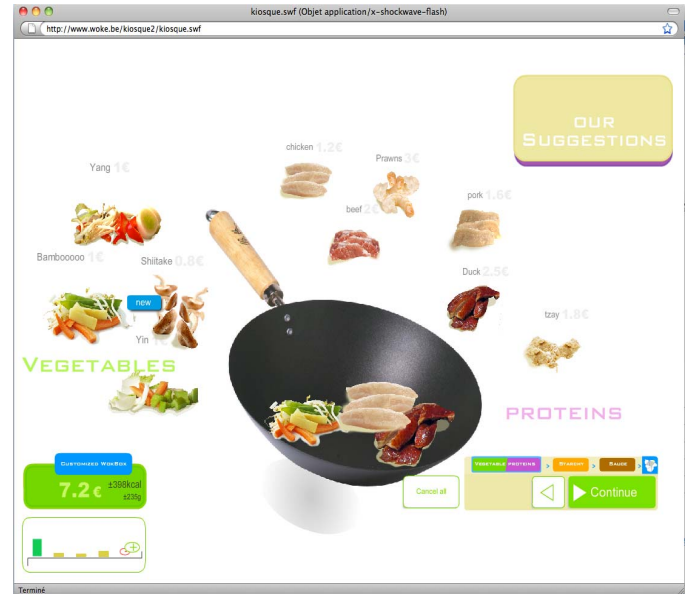 kiosque.swf (Objet application/x-shockwave-flash)
http://www.woke.be/kiosque2/kiosque.swf
OUR
SUGGESTIONS
chicken 1.2€
Prawns 3€
Yang 1€
pork 1.6€
beef 2€
Bambooooo 1€
Shiitake 0.8€
Duck 2.5€
new
tzay 1.8€
Yin
VEGETABLES
PROTEINS
CUSTOMIZED WOKBOX
7.2 € ±398kcal
±235g
VEGETABLE PROTEINS > STARCHY > SAUCE >
Cancel all
Continue
Terminé